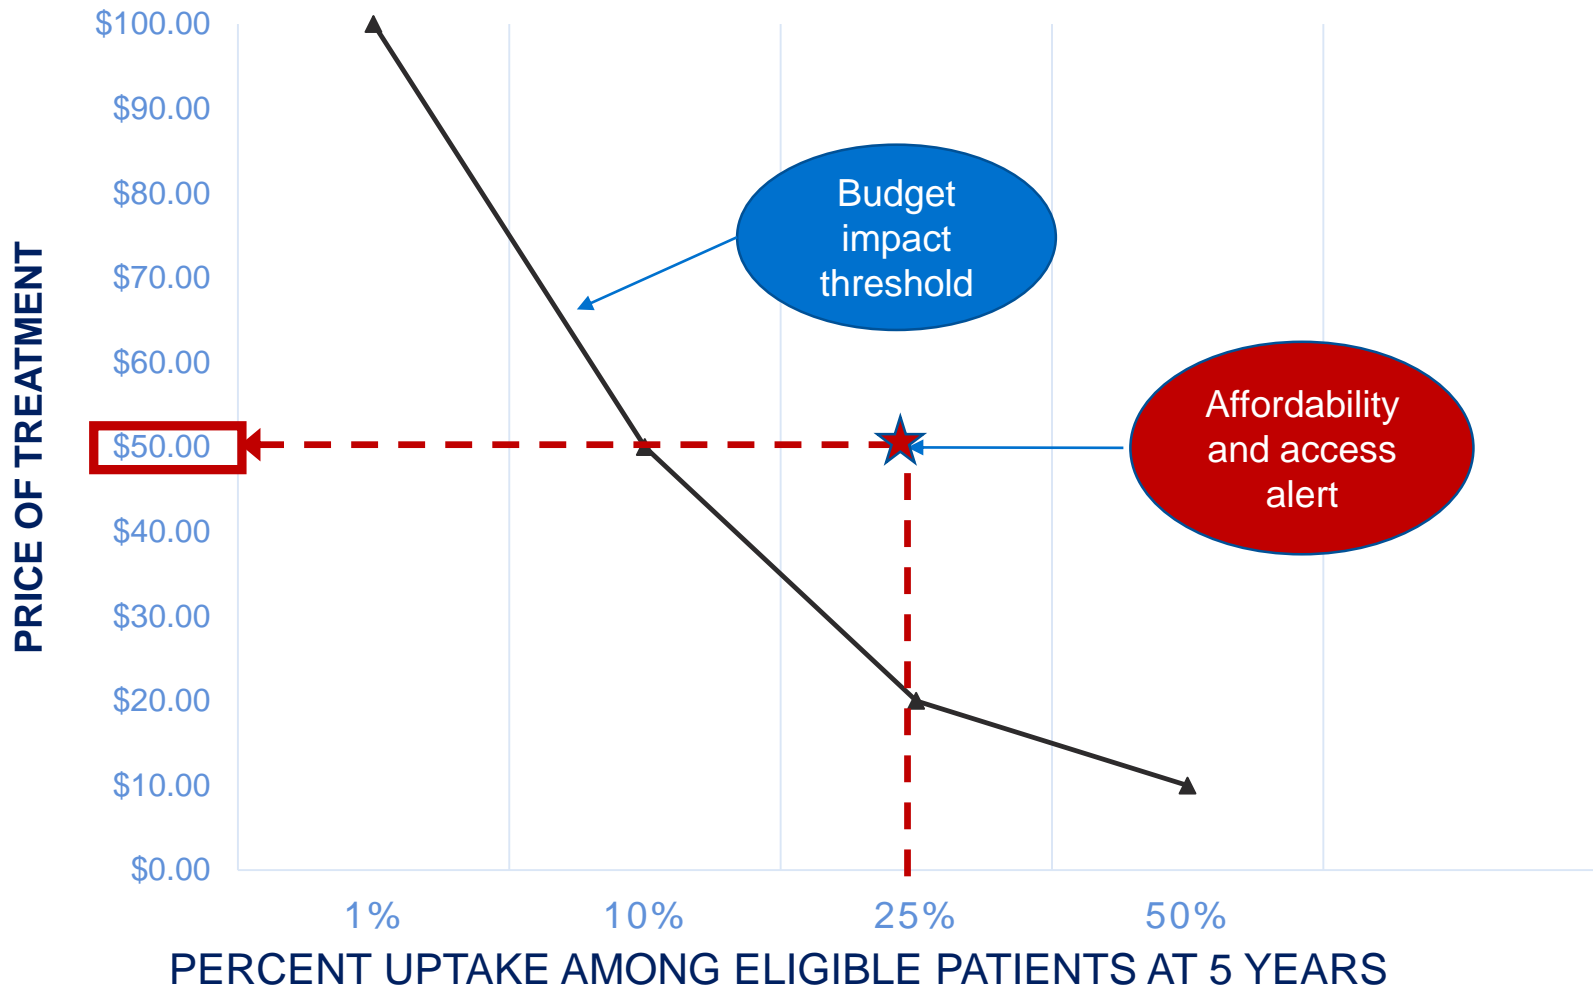 $100.00
$90.00
$80.00
$70.00
$60.00
$50.00
$40.00
$30.00
$20.00
$10.00
$0.00
PRICE OF TREATMENT
Budget
impact
threshold
Affordability
and access
alert
1% 10% 25% 50%
PERCENT UPTAKE AMONG ELIGIBLE PATIENTS AT 5 YEARS